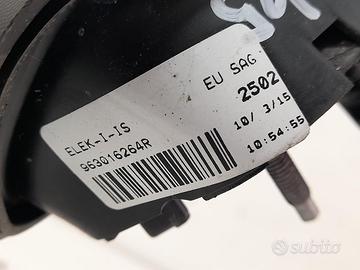 ELEK-I-IS
963016264R
EU SAG
2502
10/ 3/15
10:54:55
subito